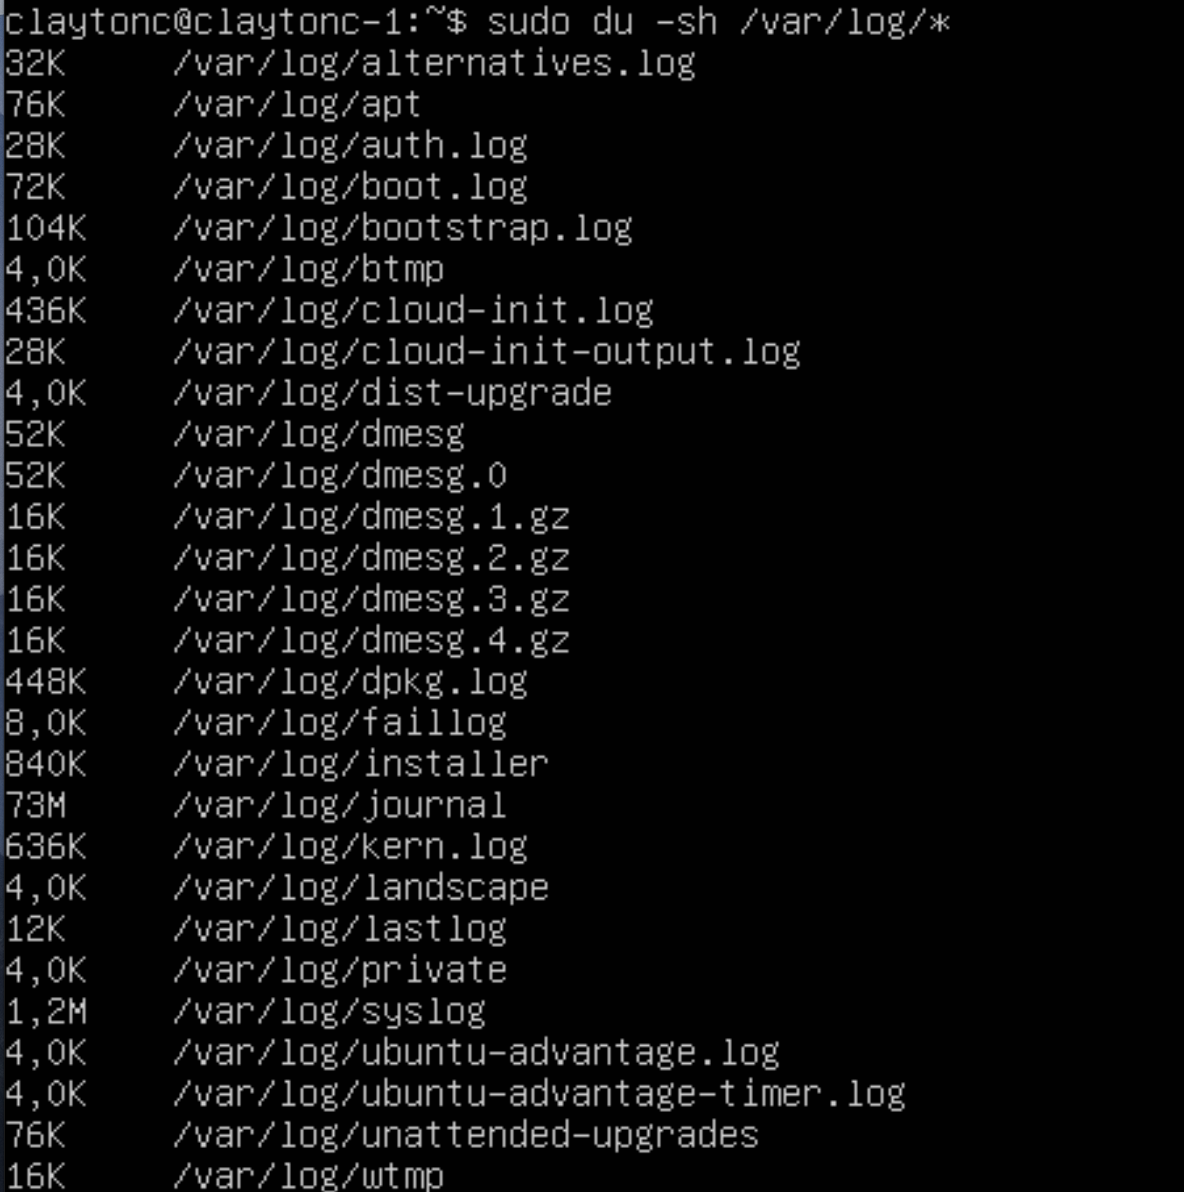 claytonc@claytonc-1:~$ sudo du -sh /var/log/*
32K /var/log/alternatives.log
76K /var/log/apt
28K /var/log/auth.log
72K /var/log/boot.log
104K /var/log/bootstrap.log
4,0K /var/log/btmp
436K /var/log/cloud-init.log
28K /var/log/cloud-init-output.log
4,0K /var/log/dist-upgrade
52K /var/log/dmesg
52K /var/log/dmesg.0
16K /var/log/dmesg.1.gz
16K /var/log/dmesg.2.gz
16K /var/log/dmesg.3.gz
16K /var/log/dmesg.4.gz
448K /var/log/dpkg.log
8,0K /var/log/faillog
840K /var/log/installer
73M /var/log/journal
636K /var/log/kern.log
4,0K /var/log/landscape
12K /var/log/lastlog
4,0K /var/log/private
1,2M /var/log/syslog
4,0K /var/log/ubuntu-advantage.log
4,0K /var/log/ubuntu-advantage-timer.log
76K /var/log/unattended-upgrades
16K /var/log/wtmp